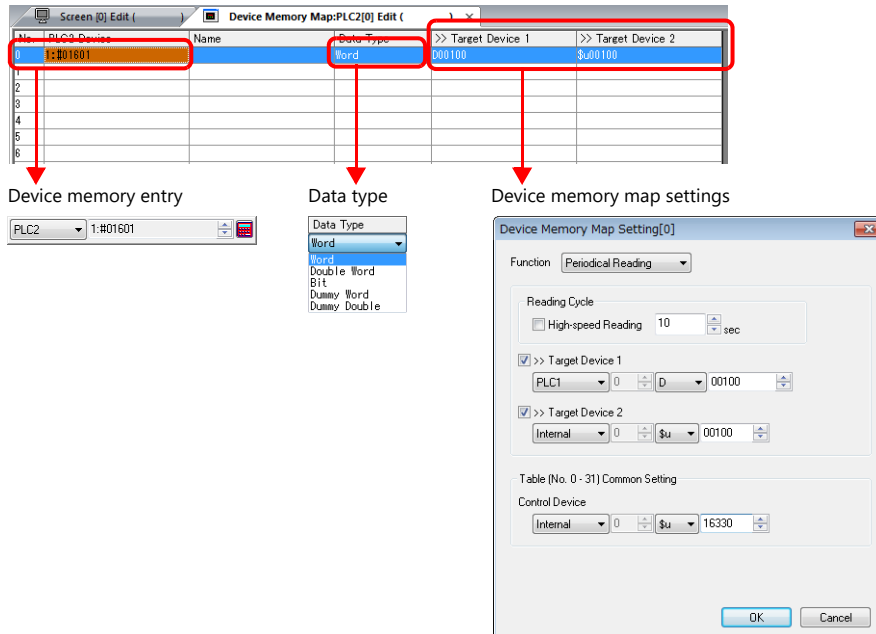 Screen [0] Edit ( )
Device Memory Map:PLC2[0] Edit ( ) ×
No. PLC2 Device Name Data Type >> Target Device 1 >> Target Device 2
0 1:#01601 Word D00100 $u00100
1
2
3
4
5
6
Device memory entry Data type Device memory map settings
PLC2 1:#01601
Data Type
Word
Word
Double Word
Bit
Dummy Word
Dummy Double
Device Memory Map Setting[0]
Function Periodical Reading
Reading Cycle
High-speed Reading 10 sec
>> Target Device 1
PLC1 0 D 00100
>> Target Device 2
Internal 0 $u 00100
Table (No. 0 - 31) Common Setting
Control Device
Internal 0 $u 16330
OK Cancel